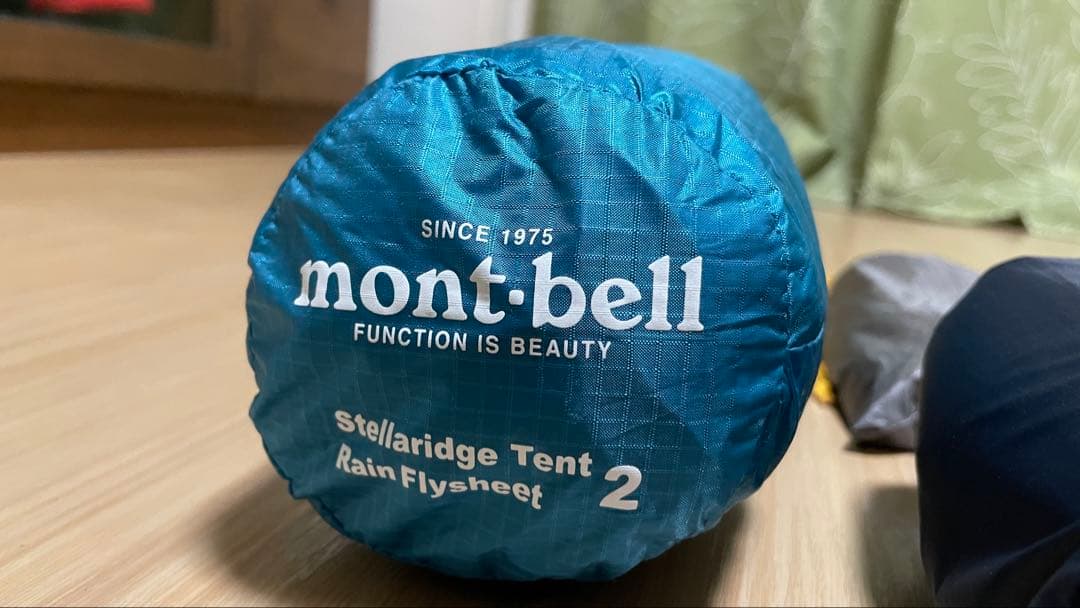 SINCE 1975
mont·bell
FUNCTION IS BEAUTY
Stellaridge Tent 2
Rain Flysheet